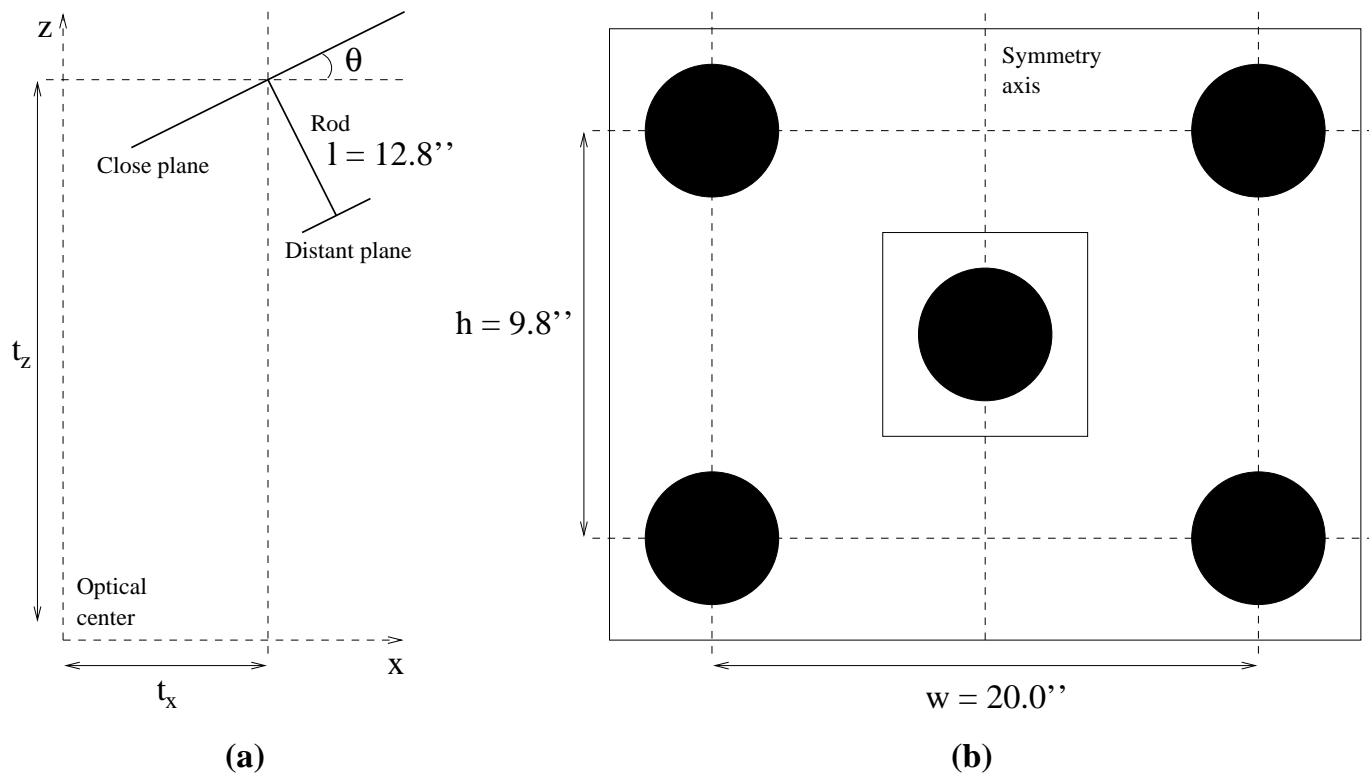 z
θ
Rod
l = 12.8’’
Close plane
Distant plane
t_z
Optical
center
x
t_x
(a)
Symmetry
axis
h = 9.8’’
w = 20.0’’
(b)